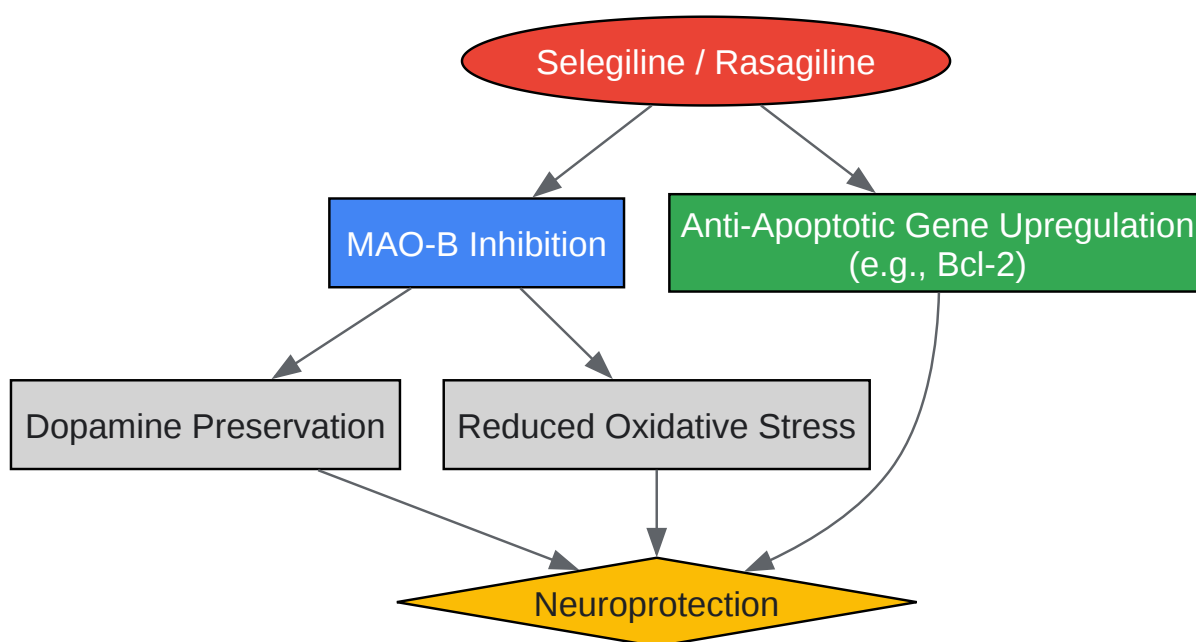 Selegiline / Rasagiline
MAO-B Inhibition
Anti-Apoptotic Gene Upregulation
(e.g., Bcl-2)
Dopamine Preservation
Reduced Oxidative Stress
Neuroprotection